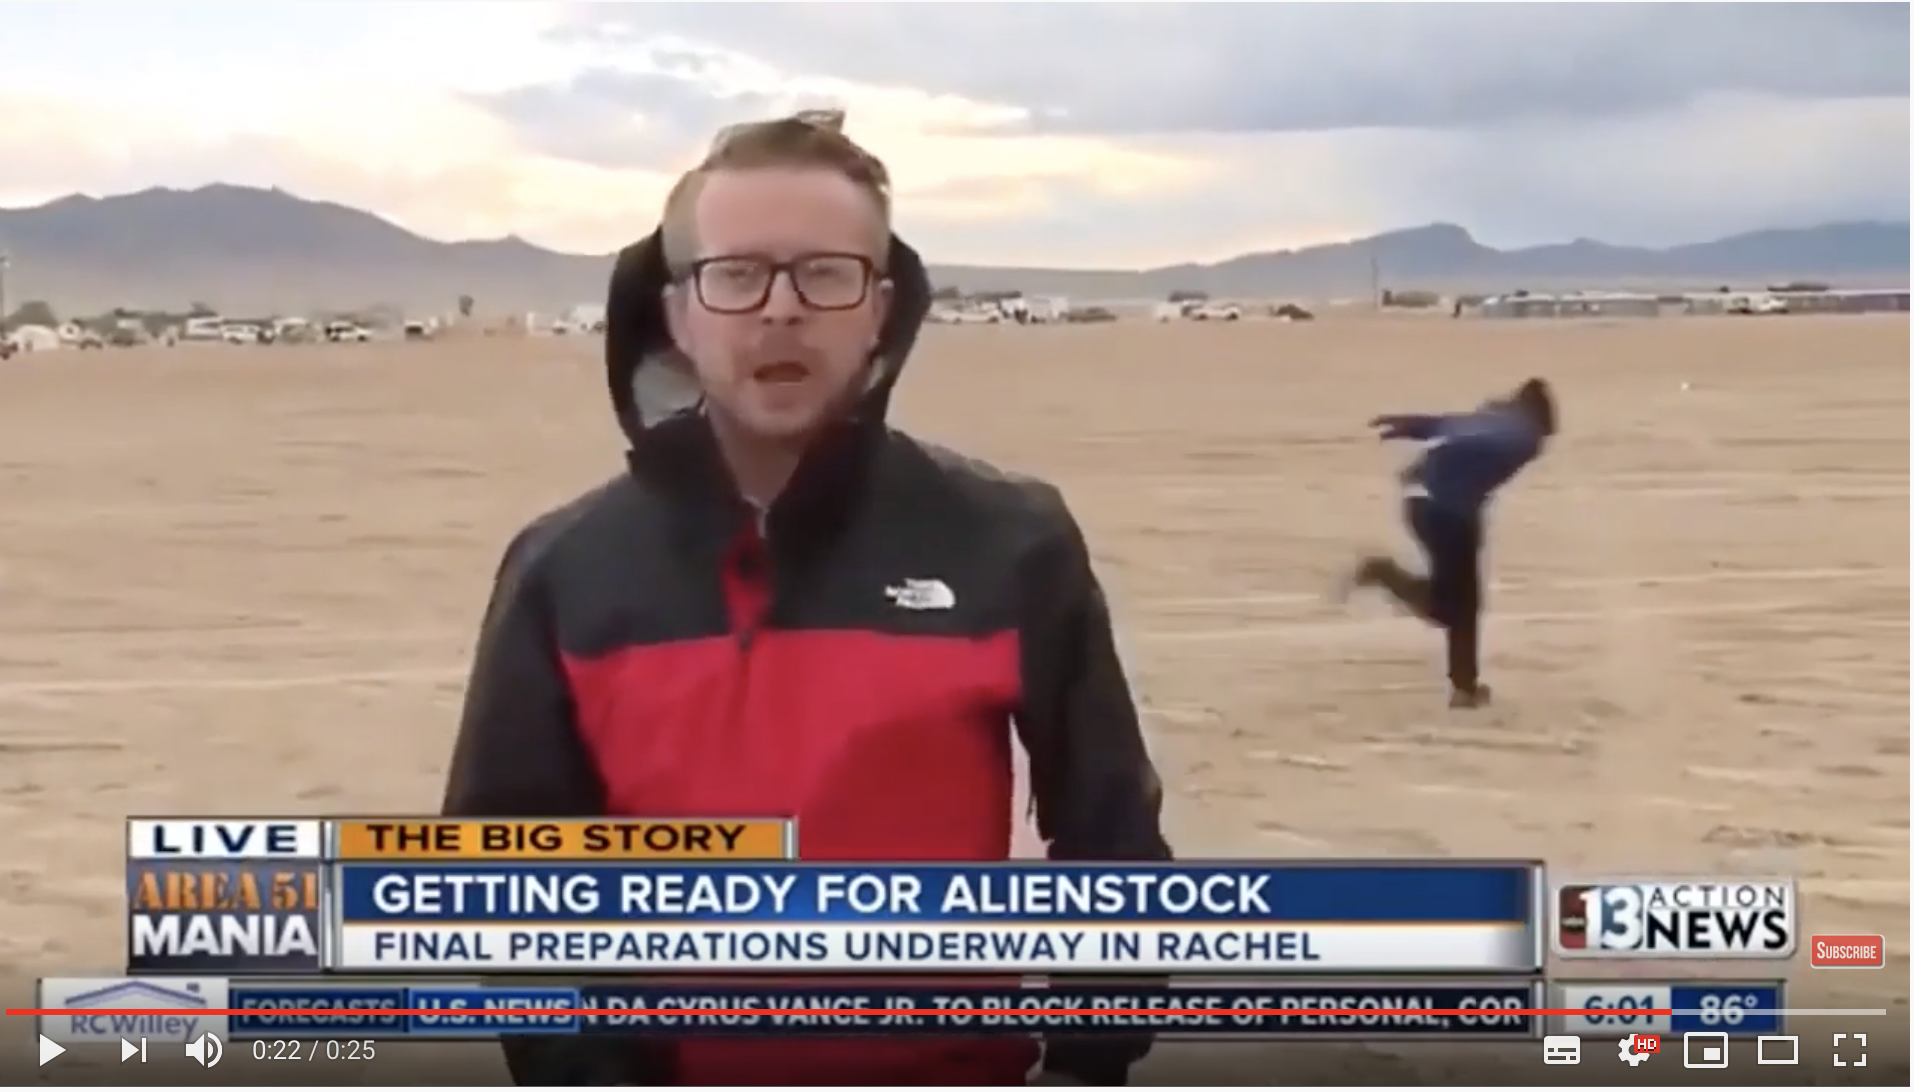 LIVE
THE BIG STORY
AREA 51
MANIA
GETTING READY FOR ALIENSTOCK
FINAL PREPARATIONS UNDERWAY IN RACHEL
13 ACTION
NEWS
SUBSCRIBE
RCWilley
FORECASTS
U.S. NEWS
N DA CYRUS VANCE JR. TO BLOCK RELEASE OF PERSONAL, COR
6:01
86°
0:22 / 0:25
HD